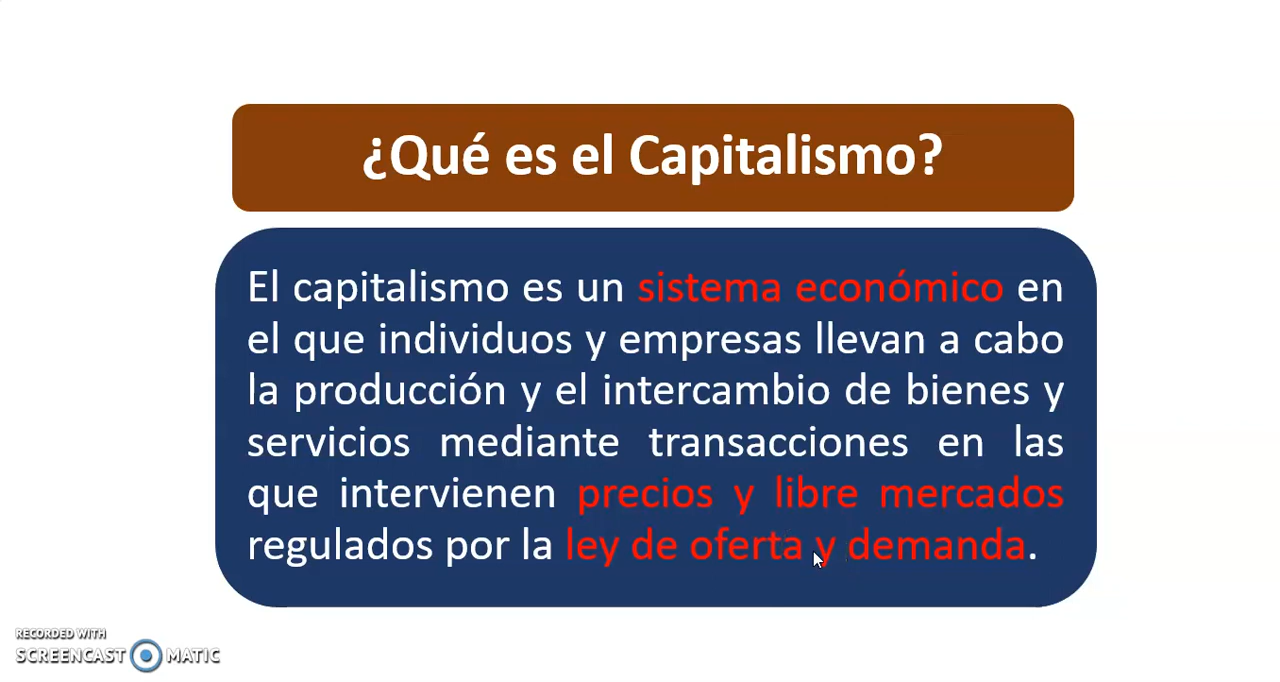 ¿Qué es el Capitalismo?
El capitalismo es un sistema económico en
el que individuos y empresas llevan a cabo
la producción y el intercambio de bienes y
servicios mediante transacciones en las
que intervienen precios y libre mercados
regulados por la ley de oferta y demanda.
RECORDED WITH
SCREENCAST MATIC